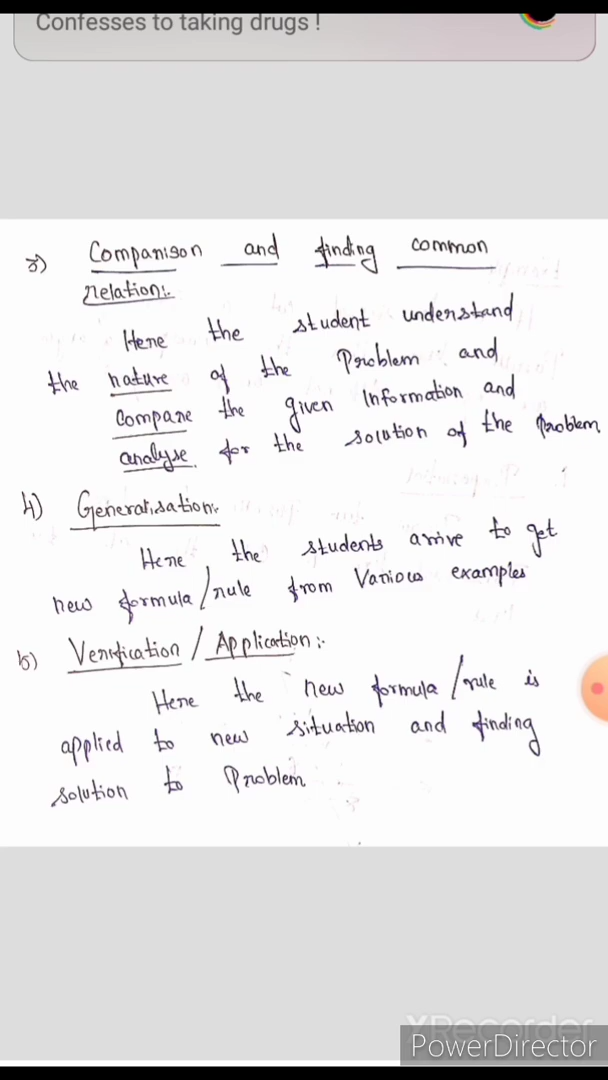 Confesses to taking drugs !
3) Comparison and finding common
relation:-
Here the student understand
the nature of the Problem and
Compare the given Information and
analyse for the solution of the Problem
4) Generalisation:-
Here the students arrive to get
new formula/rule from Various examples
5) Verification / Application :-
Here the new formula/rule is
applied to new situation and finding
solution to Problem
XRecorder
PowerDirector